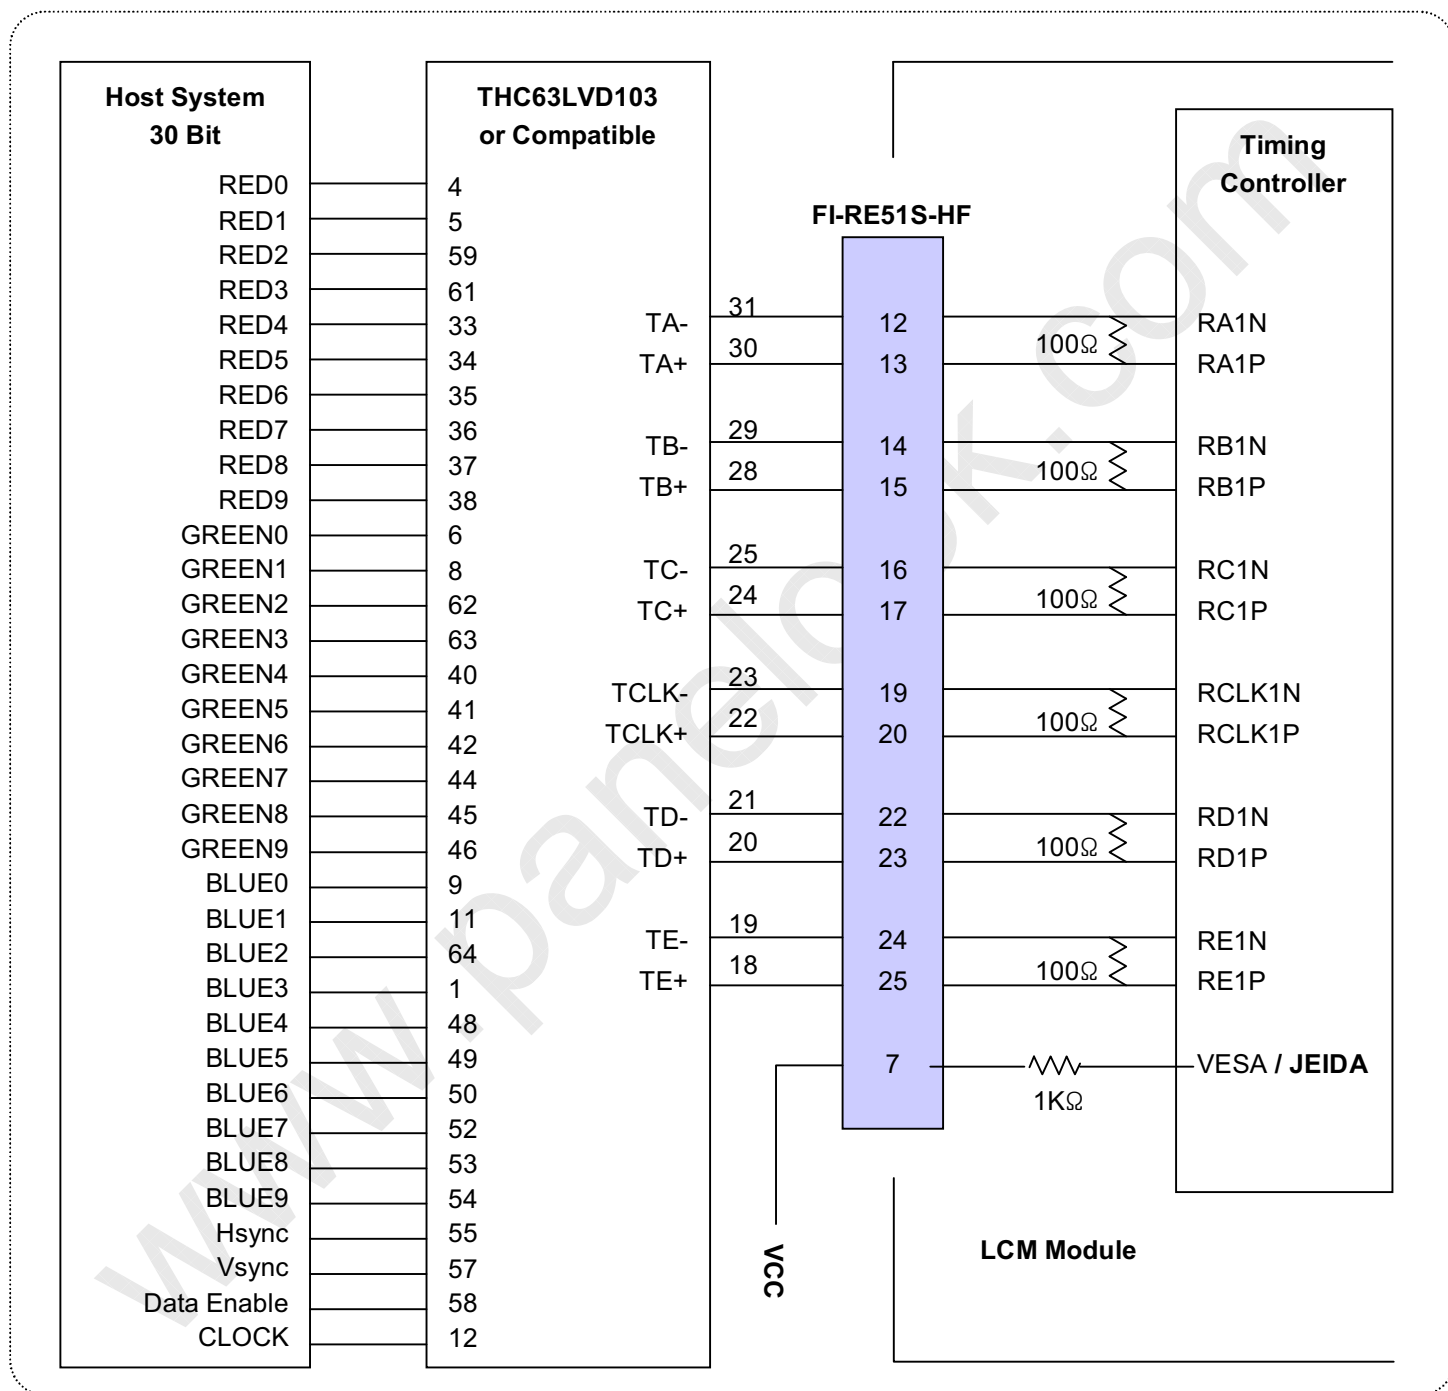 Host System
30 Bit
RED0
RED1
RED2
RED3
RED4
RED5
RED6
RED7
RED8
RED9
GREEN0
GREEN1
GREEN2
GREEN3
GREEN4
GREEN5
GREEN6
GREEN7
GREEN8
GREEN9
BLUE0
BLUE1
BLUE2
BLUE3
BLUE4
BLUE5
BLUE6
BLUE7
BLUE8
BLUE9
Hsync
Vsync
Data Enable
CLOCK
THC63LVD103
or Compatible
4
5
59
61
33
34
35
36
37
38
6
8
62
63
40
41
42
44
45
46
9
11
64
1
48
49
50
52
53
54
55
57
58
12
TA-
TA+
TB-
TB+
TC-
TC+
TCLK-
TCLK+
TD-
TD+
TE-
TE+
31
30
29
28
25
24
23
22
21
20
19
18
VCC
FI-RE51S-HF
12
13
14
15
16
17
19
20
22
23
24
25
7
100Ω
100Ω
100Ω
100Ω
100Ω
100Ω
1KΩ
Timing
Controller
RA1N
RA1P
RB1N
RB1P
RC1N
RC1P
RCLK1N
RCLK1P
RD1N
RD1P
RE1N
RE1P
VESA / JEIDA
LCM Module
www.panelook.com